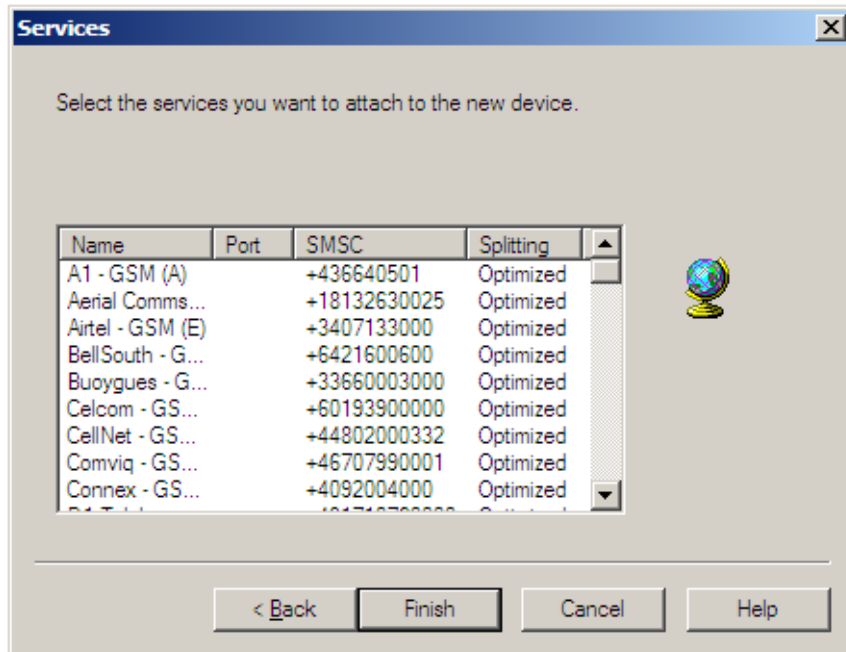 Services
Select the services you want to attach to the new device.
Name Port SMSC Splitting
A1 - GSM (A) +436640501 Optimized
Aerial Comms... +18132630025 Optimized
Airtel - GSM (E) +3407133000 Optimized
BellSouth - G... +6421600600 Optimized
Buoygues - G... +33660003000 Optimized
Celcom - GS... +60193900000 Optimized
CellNet - GS... +44802000332 Optimized
Comviq - GS... +46707990001 Optimized
Connex - GS... +4092004000 Optimized
< Back Finish Cancel Help